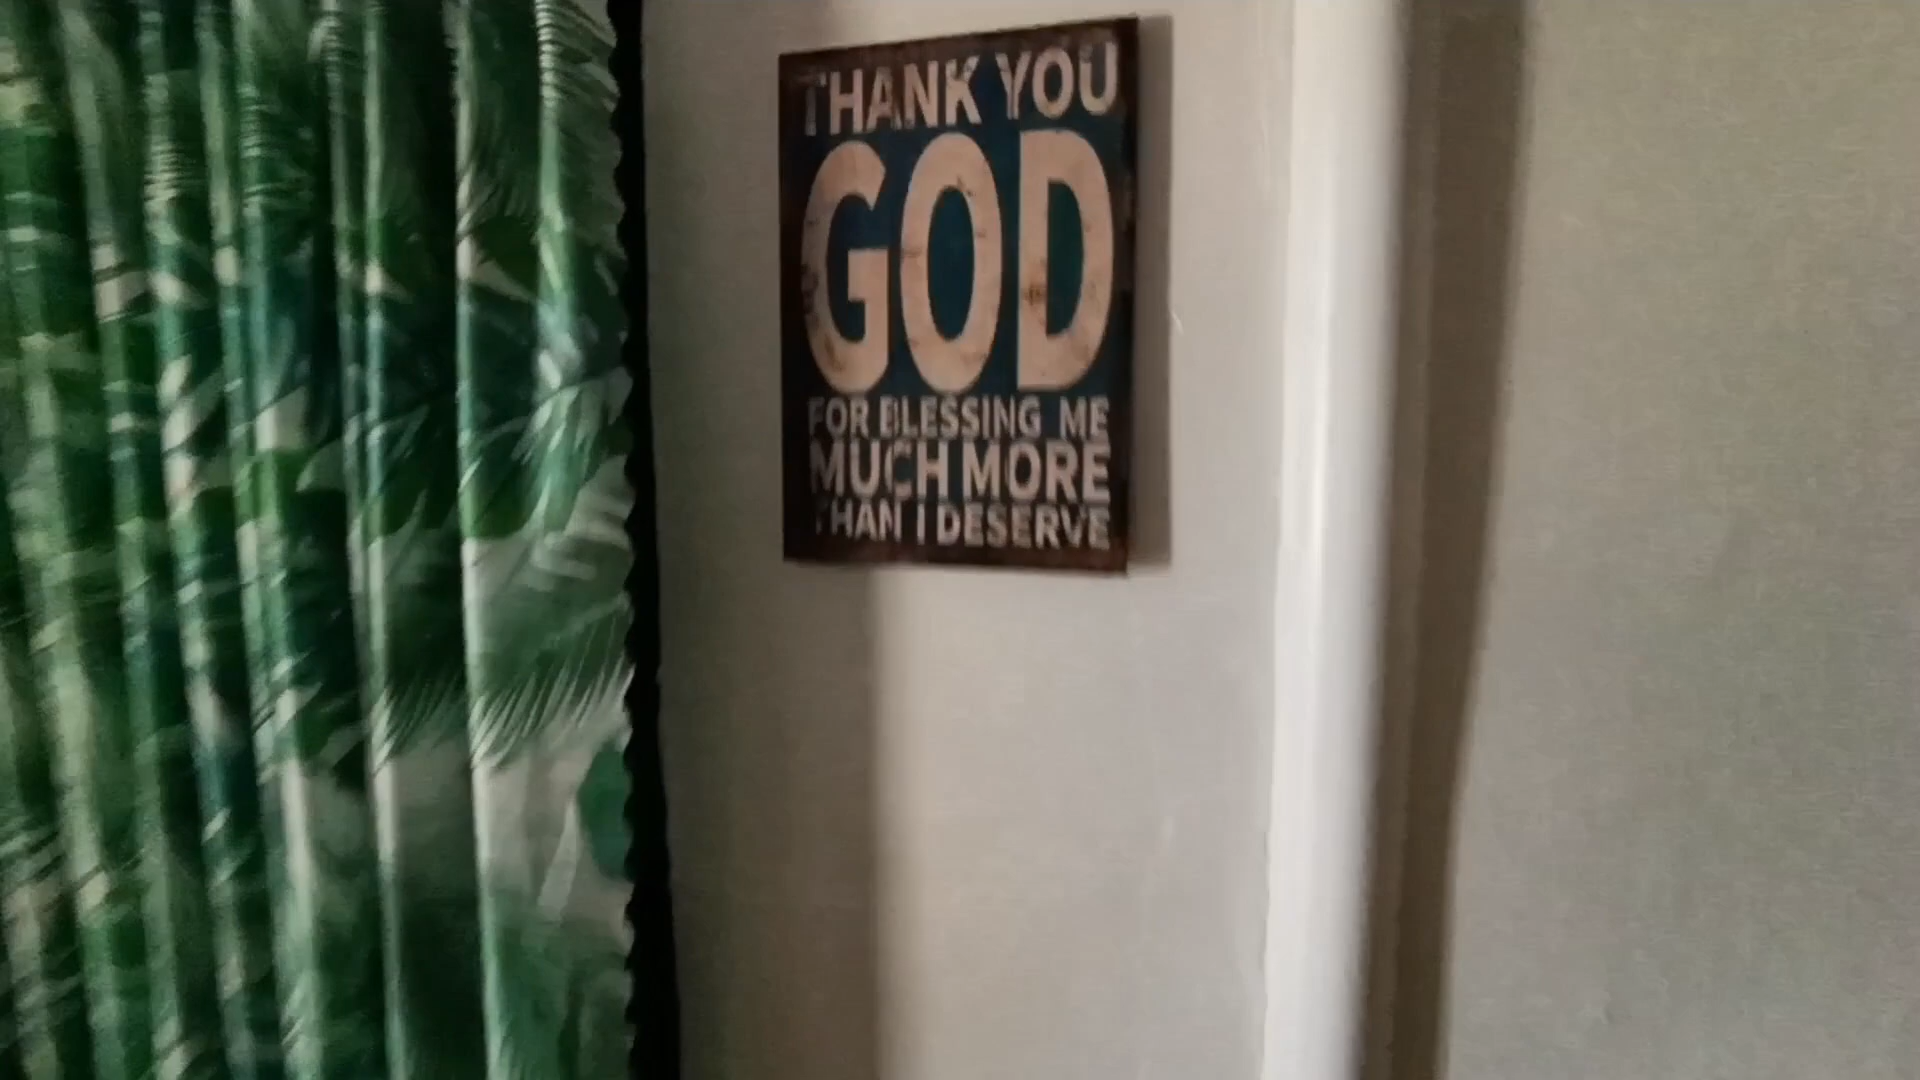 THANK YOU
GOD
FOR BLESSING ME
MUCH MORE
THAN I DESERVE